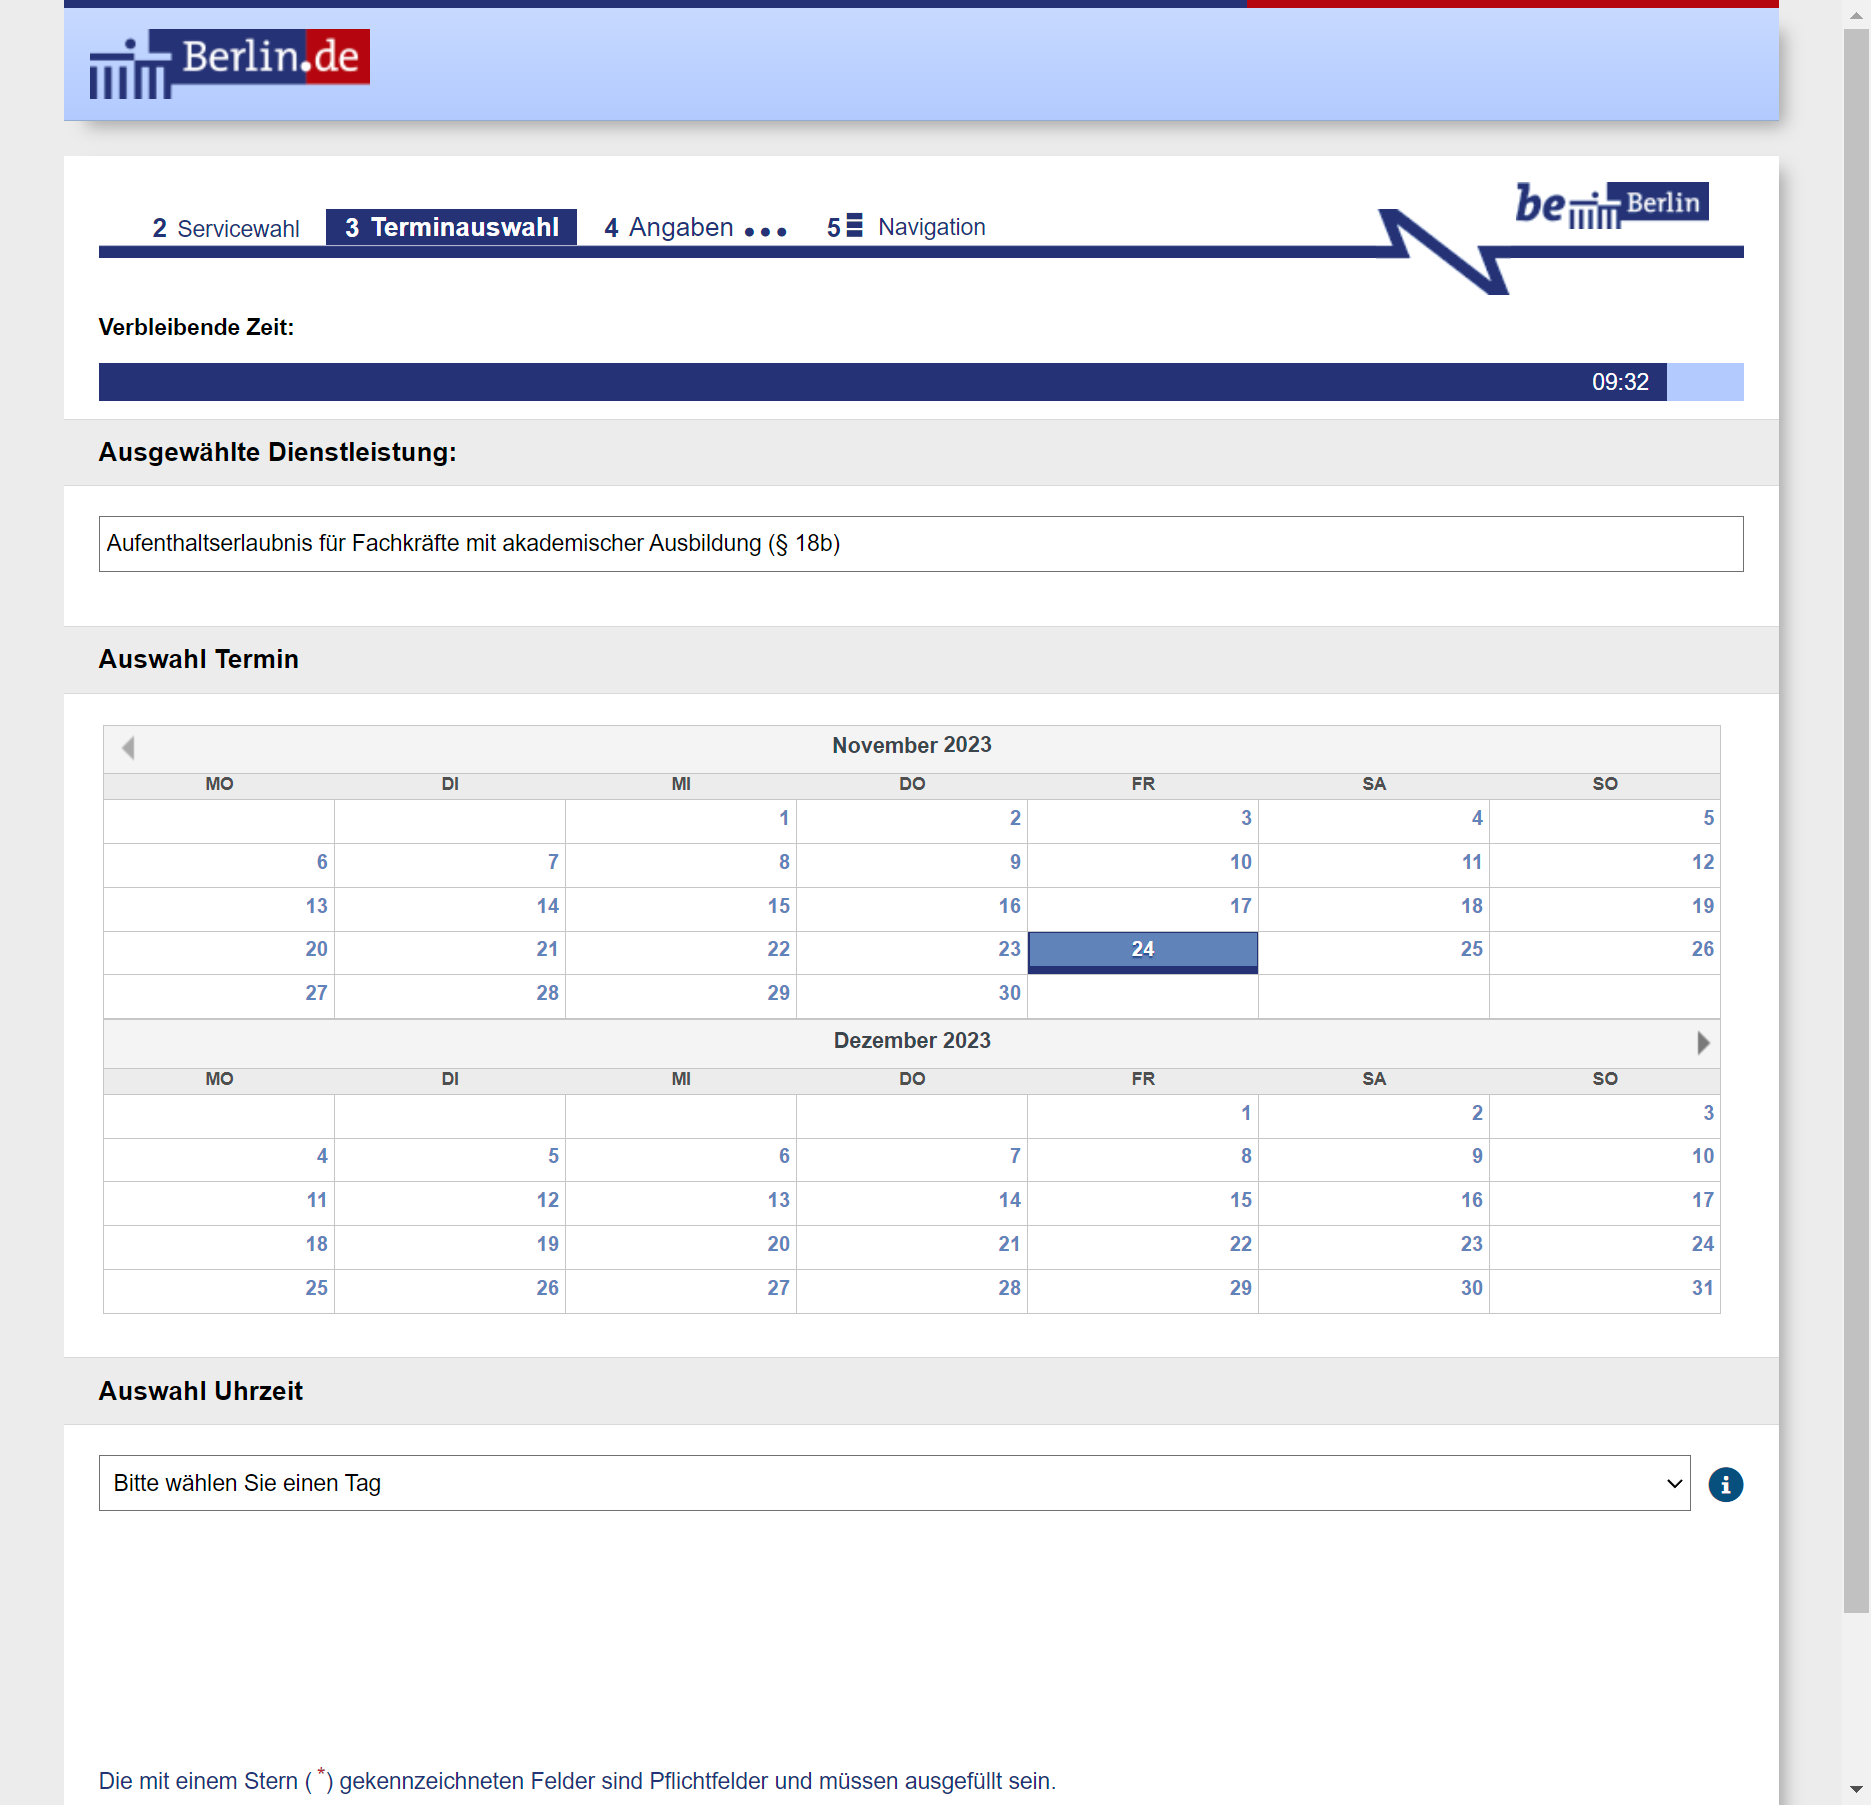 Berlin.de
be Berlin
2 Servicewahl 3 Terminauswahl 4 Angaben ●●● 5 Navigation
Verbleibende Zeit:
09:32
Ausgewählte Dienstleistung:
Aufenthaltserlaubnis für Fachkräfte mit akademischer Ausbildung (§ 18b)
Auswahl Termin
November 2023
MO DI MI DO FR SA SO
1 2 3 4 5
6 7 8 9 10 11 12
13 14 15 16 17 18 19
20 21 22 23 24 25 26
27 28 29 30
Dezember 2023
MO DI MI DO FR SA SO
1 2 3
4 5 6 7 8 9 10
11 12 13 14 15 16 17
18 19 20 21 22 23 24
25 26 27 28 29 30 31
Auswahl Uhrzeit
Bitte wählen Sie einen Tag
i
Die mit einem Stern ( *) gekennzeichneten Felder sind Pflichtfelder und müssen ausgefüllt sein.